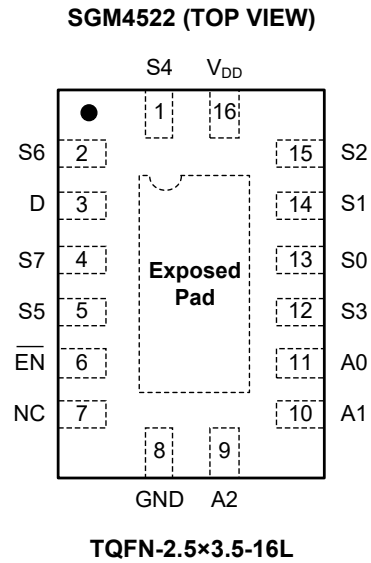 SGM4522 (TOP VIEW)
S4 VDD
1 16
S6 2 15 S2
D 3 14 S1
S7 4 13 S0
Exposed
Pad
S5 5 12 S3
EN 6 11 A0
NC 7 10 A1
8 9
GND A2
TQFN-2.5×3.5-16L